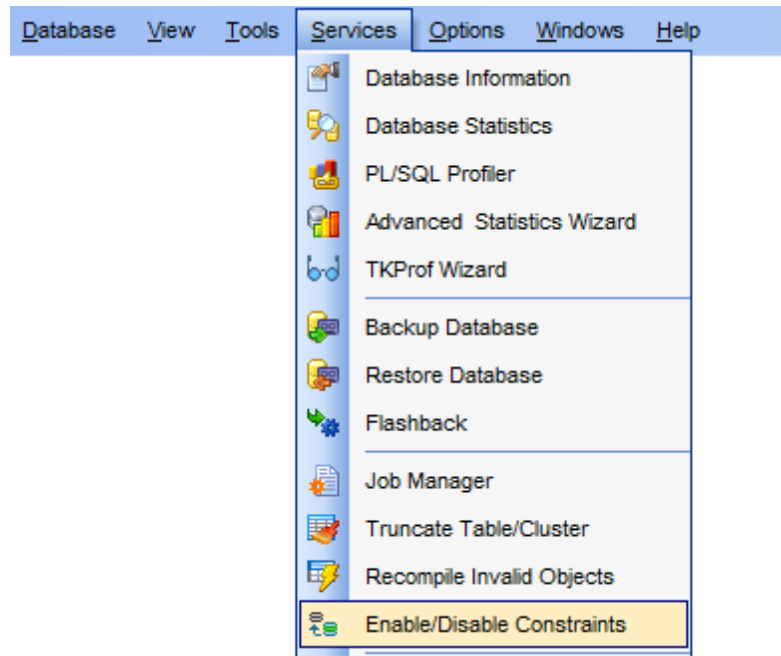 Database View Tools Services Options Windows Help
Database Information
Database Statistics
PL/SQL Profiler
Advanced Statistics Wizard
TKProf Wizard
Backup Database
Restore Database
Flashback
Job Manager
Truncate Table/Cluster
Recompile Invalid Objects
Enable/Disable Constraints